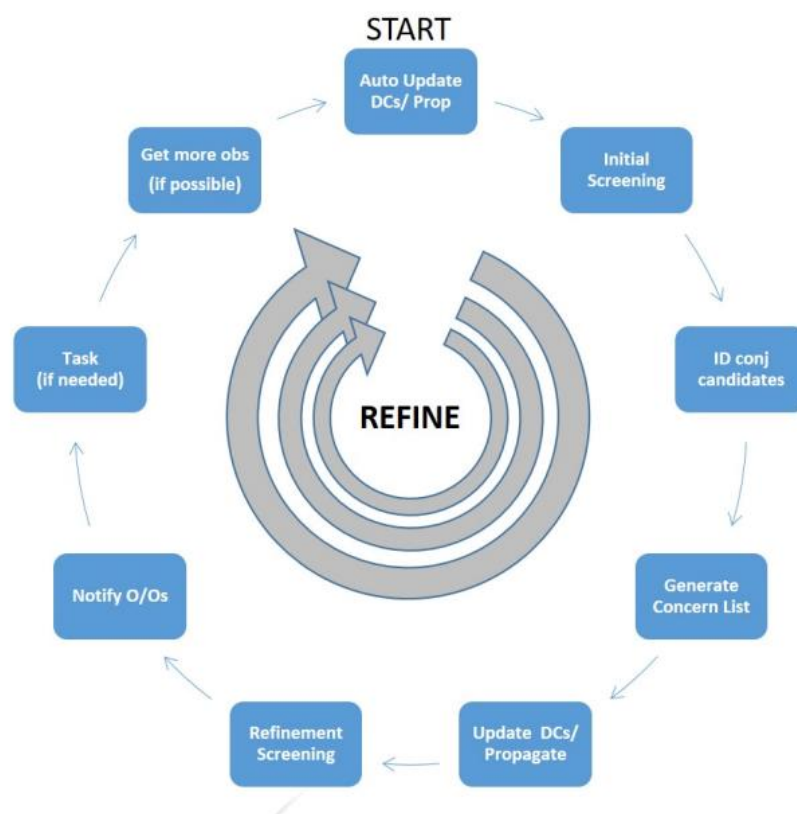 START
Auto Update
DCs/ Prop
Initial
Screening
ID conj
candidates
Generate
Concern List
Update DCs/
Propagate
Refinement
Screening
Notify O/Os
Task
(if needed)
Get more obs
(if possible)
REFINE